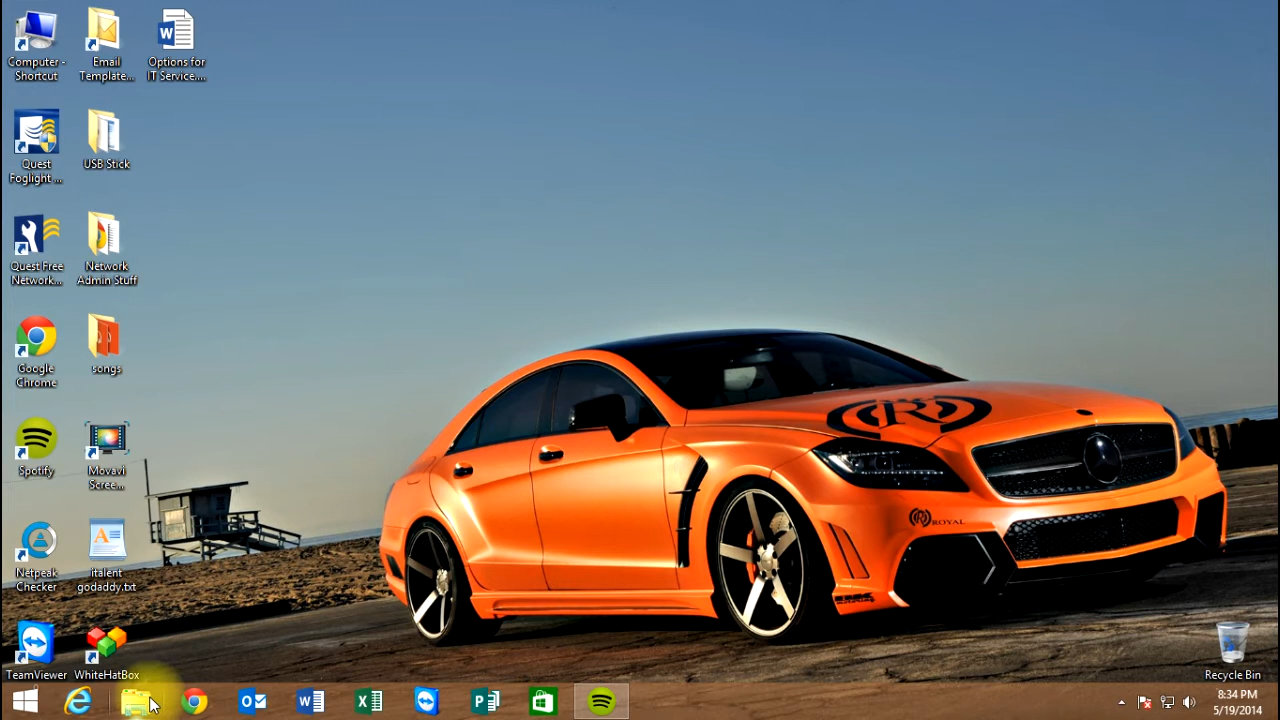 Computer -
Shortcut
Email
Template...
Options for
IT Service....
Quest
Foglight ...
USB Stick
Quest Free
Network...
Network
Admin Stuff
Google
Chrome
songs
Spotify
Movavi
Scree...
Netpeak
Checker
italent
godaddy.txt
TeamViewer
WhiteHatBox
R
R ROYAL
Recycle Bin
8:34 PM
5/19/2014